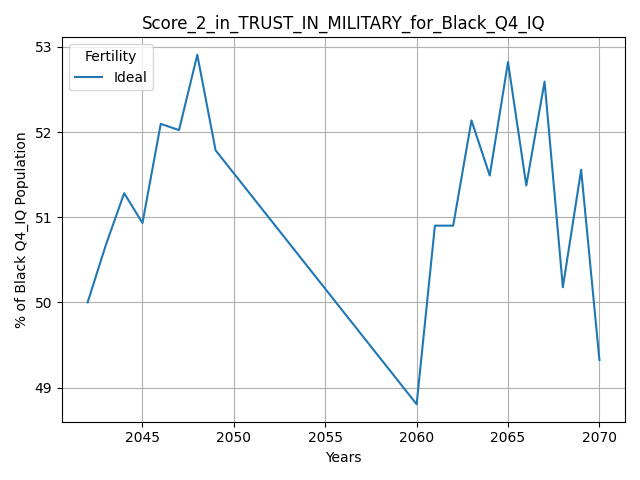 Score_2_in_TRUST_IN_MILITARY_for_Black_Q4_IQ
Fertility
Ideal
% of Black Q4_IQ Population
53
52
51
50
49
2045 2050 2055 2060 2065 2070
Years